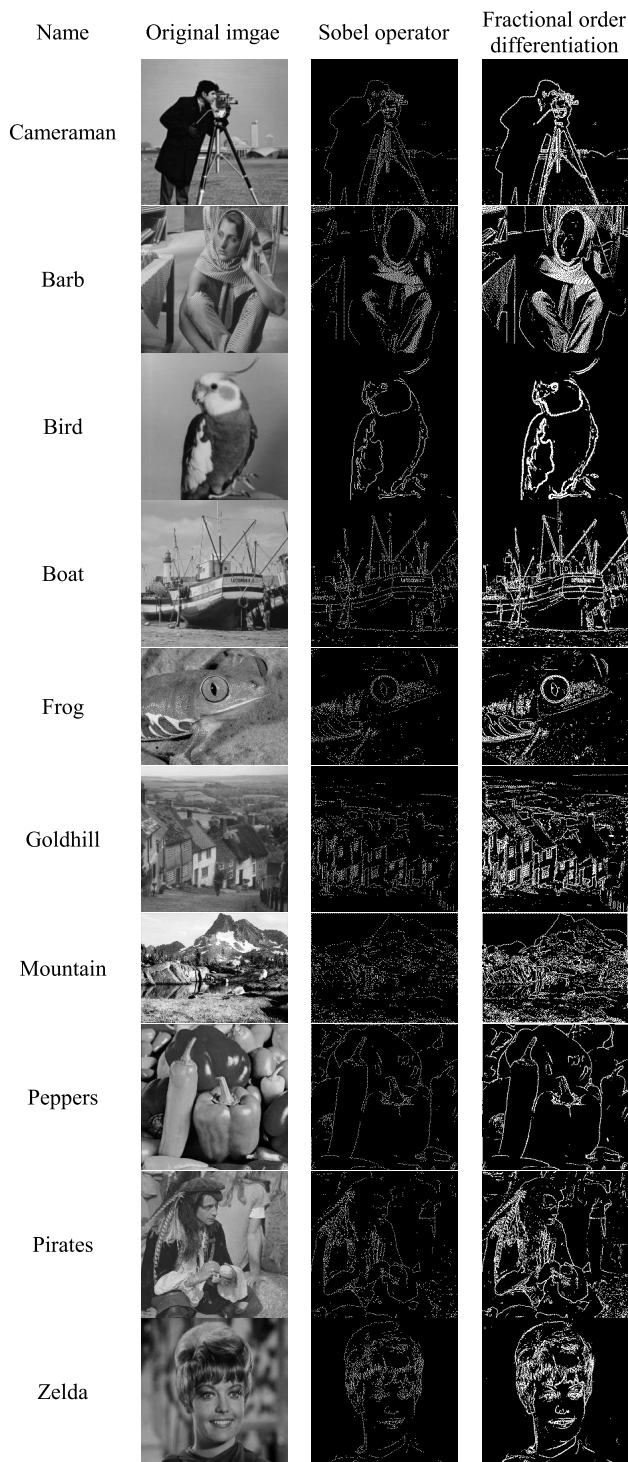 Name Original imgae Sobel operator Fractional order
differentiation
Cameraman
Barb
Bird
Boat
Frog
Goldhill
Mountain
Peppers
Pirates
Zelda